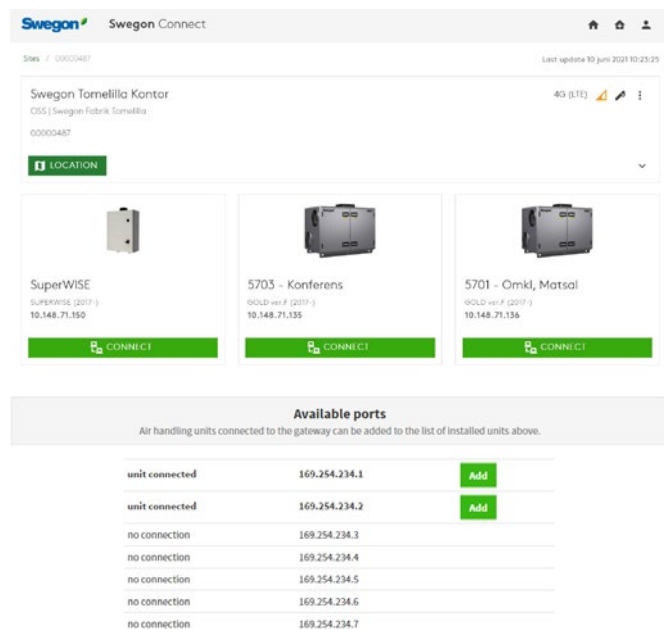 Swegon Swegon Connect
Sites / 00000487 Last update 10 juni 2021 10:23:25
Swegon Tomelilla Kontor 4G (LTE)
OSS | Swegon Fabrik Tomelilla
00000487
LOCATION
SuperWISE
SUPERWISE (2017-)
10.148.71.150
CONNECT
5703 - Konferens
GOLD ver.F (2017-)
10.148.71.135
CONNECT
5701 - Omkl, Matsal
GOLD ver.F (2017-)
10.148.71.136
CONNECT
Available ports
Air handling units connected to the gateway can be added to the list of installed units above.
unit connected 169.254.234.1 Add
unit connected 169.254.234.2 Add
no connection 169.254.234.3
no connection 169.254.234.4
no connection 169.254.234.5
no connection 169.254.234.6
no connection 169.254.234.7